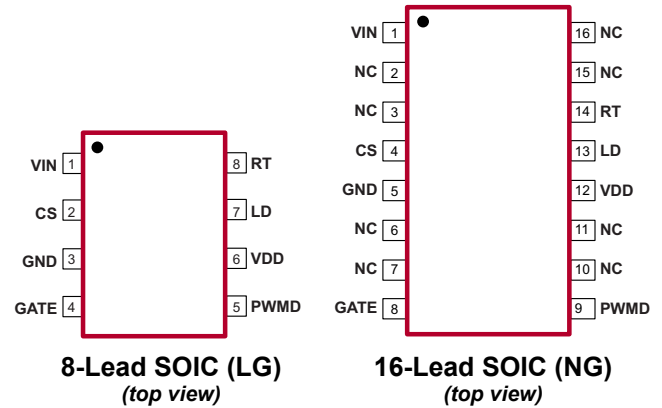 VIN 1 8 RT
CS 2 7 LD
GND 3 6 VDD
GATE 4 5 PWMD
8-Lead SOIC (LG)
(top view)
VIN 1 16 NC
NC 2 15 NC
NC 3 14 RT
CS 4 13 LD
GND 5 12 VDD
NC 6 11 NC
NC 7 10 NC
GATE 8 9 PWMD
16-Lead SOIC (NG)
(top view)